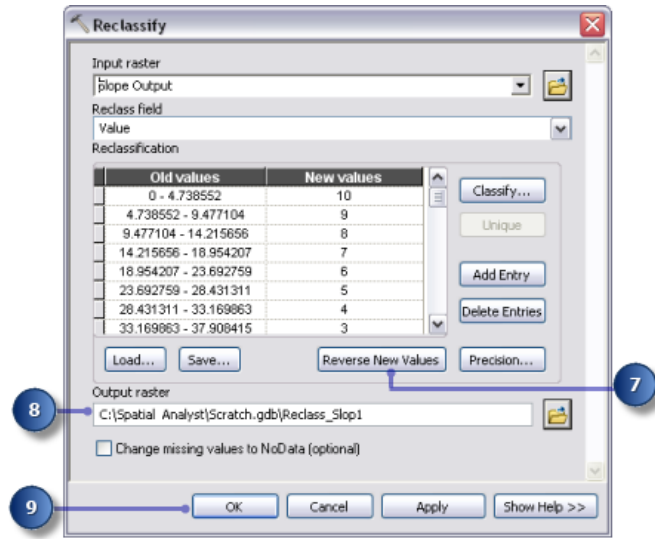 Reclassify
Input raster
Slope Output
Reclass field
Value
Reclassification
Old values New values
0 - 4.738552 10
4.738552 - 9.477104 9
9.477104 - 14.215656 8
14.215656 - 18.954207 7
18.954207 - 23.692759 6
23.692759 - 28.431311 5
28.431311 - 33.169863 4
33.169863 - 37.908415 3
Classify...
Unique
Add Entry
Delete Entries
Load... Save... Reverse New Values Precision...
7
Output raster
8
C:\Spatial Analyst\Scratch.gdb\Reclass_Slop1
Change missing values to NoData (optional)
9
OK Cancel Apply Show Help >>